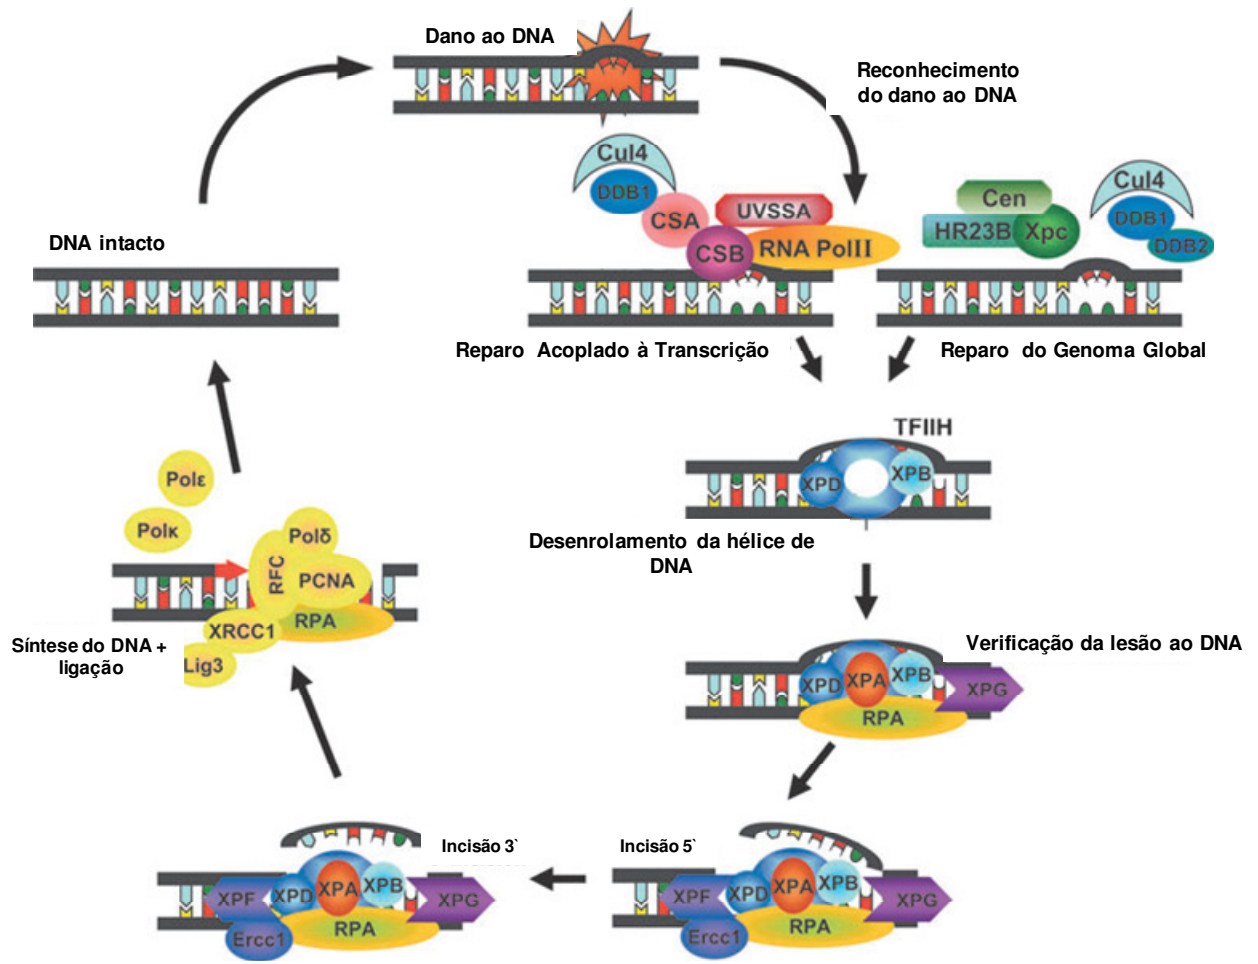 Dano ao DNA
Reconhecimento
do dano ao DNA
Cul4
DDB1
CSA
UVSSA
CSB
RNA PolII
Cen
HR23B
Xpc
Cul4
DDB1
DDB2
DNA intacto
Reparo Acoplado à Transcrição
Reparo do Genoma Global
TFIIH
XPD
XPB
Desenrolamento da hélice de
DNA
Verificação da lesão ao DNA
XPD
XPA
XPB
XPG
RPA
Polε
Polκ
Polδ
RFC
PCNA
RPA
XRCC1
Lig3
Síntese do DNA +
ligação
Incisão 3`
XPF
XPD
XPA
XPB
XPG
RPA
Ercc1
Incisão 5`
XPF
XPD
XPA
XPB
XPG
RPA
Ercc1